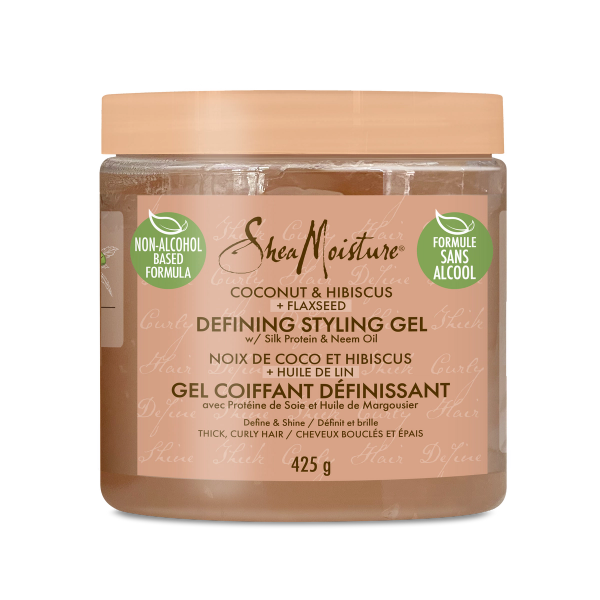 NON-ALCOHOL
BASED
FORMULA
SheaMoisture®
FORMULE
SANS
ALCOOL
COCONUT & HIBISCUS
+ FLAXSEED
DEFINING STYLING GEL
w/ Silk Protein & Neem Oil
NOIX DE COCO ET HIBISCUS
+ HUILE DE LIN
GEL COIFFANT DÉFINISSANT
avec Protéine de Soie et Huile de Margousier
Define & Shine / Définit et brille
THICK, CURLY HAIR / CHEVEUX BOUCLÉS ET ÉPAIS
425 g